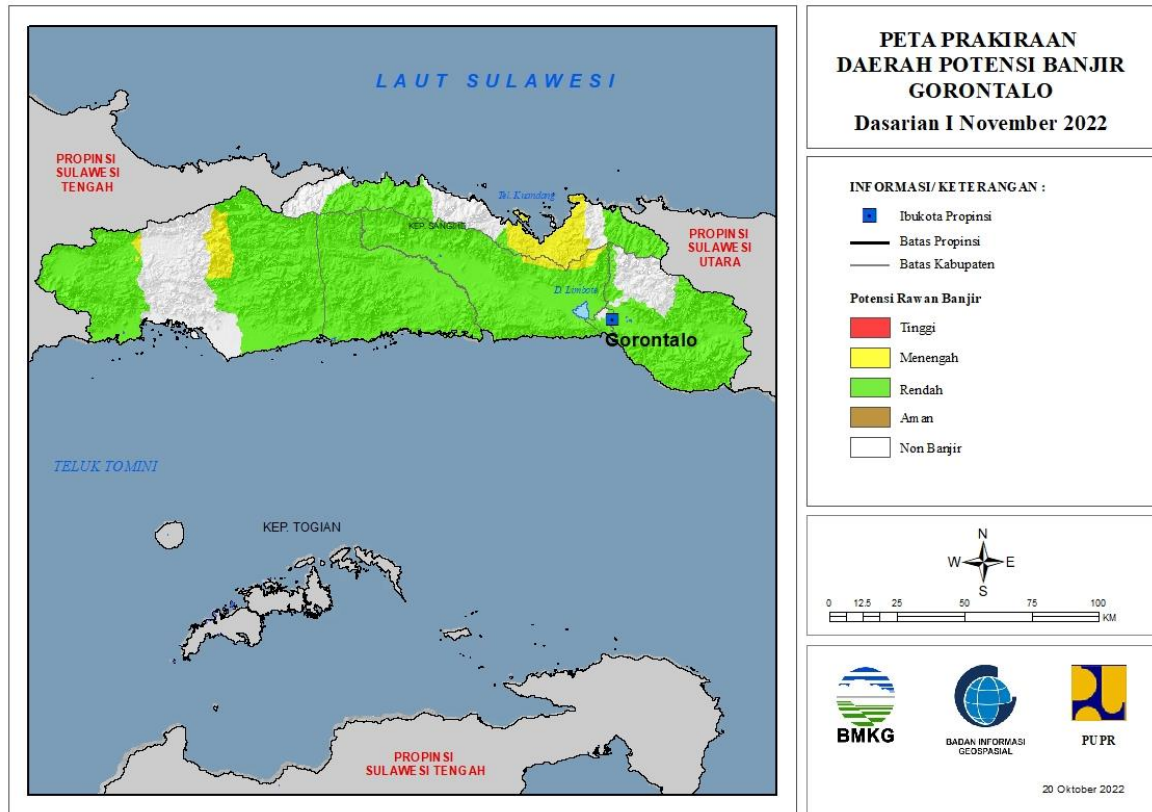 LAUT SULAWESI
PROPINSI
SULAWESI
TENGAH
Tel. Kuandang
KEP. SANGIHE
PROPINSI
SULAWESI
UTARA
D. Limboto
Gorontalo
TELUK TOMINI
KEP. TOGIAN
PROPINSI
SULAWESI TENGAH
PETA PRAKIRAAN
DAERAH POTENSI BANJIR
GORONTALO
Dasarian I November 2022
INFORMASI/ KETERANGAN :
Ibukota Propinsi
Batas Propinsi
Batas Kabupaten
Potensi Rawan Banjir
Tinggi
Menengah
Rendah
Aman
Non Banjir
N
W E
S
0 12.5 25 50 75 100
KM
BMKG
BADAN INFORMASI
GEOSPASIAL
PUPR
20 Oktober 2022